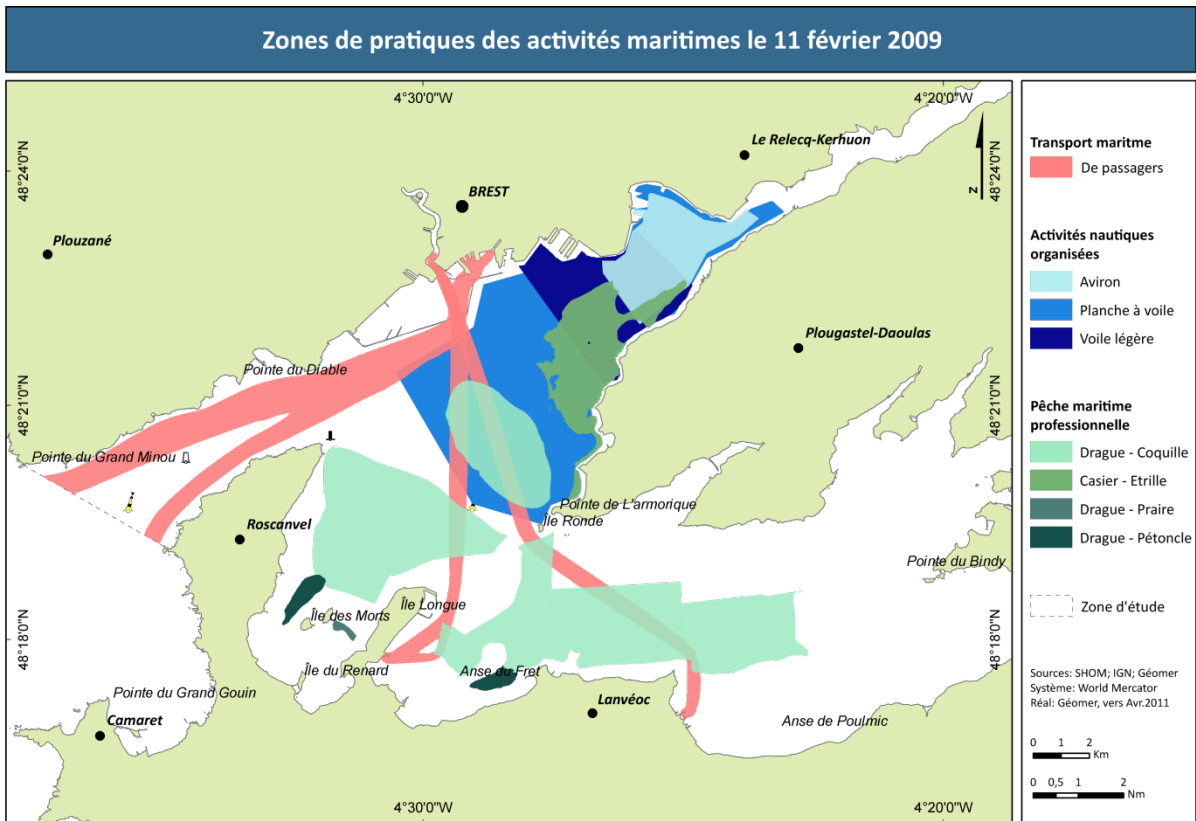 Zones de pratiques des activités maritimes le 11 février 2009
4°30'0"W
4°20'0"W
48°24'0"N
48°24'0"N
Le Relecq-Kerhuon
BREST
Plouzané
N
Plougastel-Daoulas
Pointe du Diable
48°21'0"N
48°21'0"N
Pointe du Grand Minou
Pointe de L'armorique
Île Ronde
Roscanvel
Pointe du Bindy
Île Longue
Île des Morts
48°18'0"N
48°18'0"N
Île du Renard
Anse du Fret
Pointe du Grand Gouin
Lanvéoc
Camaret
Anse de Poulmic
4°30'0"W
4°20'0"W
Transport maritme
De passagers
Activités nautiques
organisées
Aviron
Planche à voile
Voile légère
Pêche maritime
professionnelle
Drague - Coquille
Casier - Etrille
Drague - Praire
Drague - Pétoncle
Zone d'étude
Sources: SHOM; IGN; Géomer
Système: World Mercator
Réal: Géomer, vers Avr.2011
0 1 2
Km
0 0,5 1 2
Nm